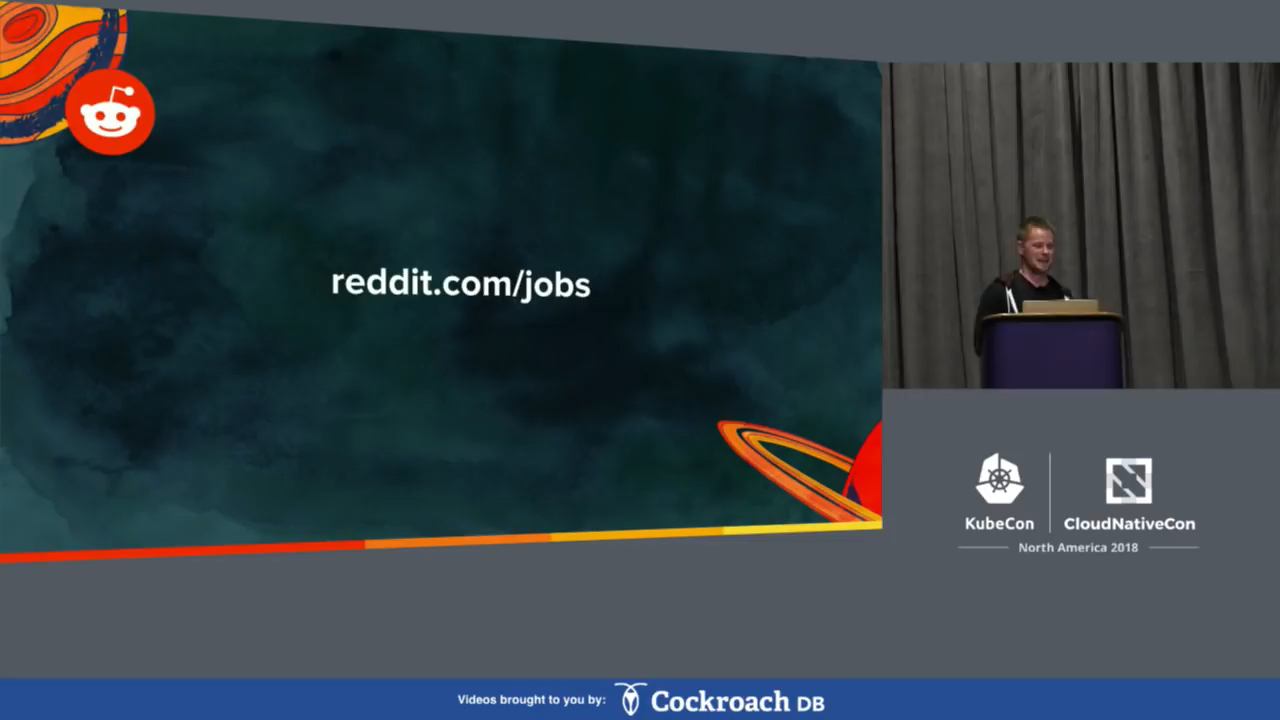 reddit.com/jobs
KubeCon
CloudNativeCon
North America 2018
Videos brought to you by:
Cockroach DB